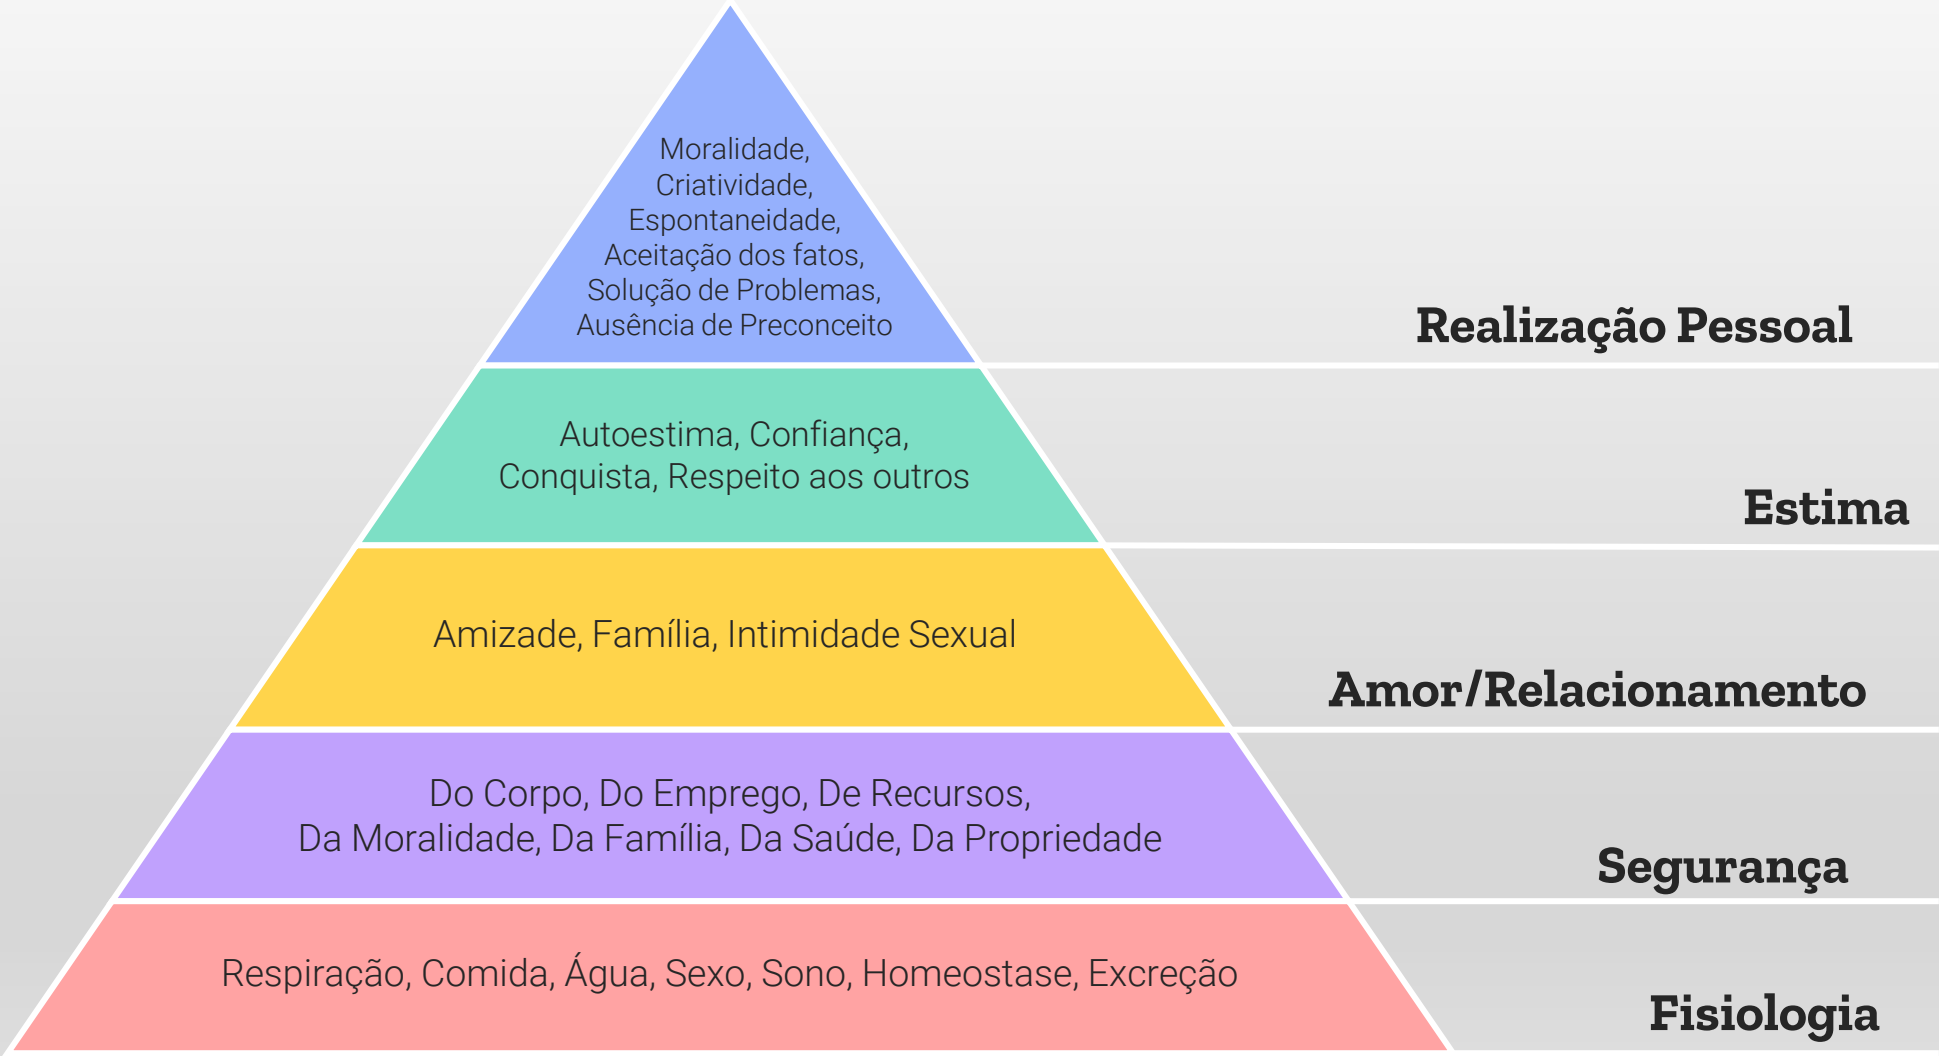 Moralidade,
Criatividade,
Espontaneidade,
Aceitação dos fatos,
Solução de Problemas,
Ausência de Preconceito
Realização Pessoal
Autoestima, Confiança,
Conquista, Respeito aos outros
Estima
Amizade, Família, Intimidade Sexual
Amor/Relacionamento
Do Corpo, Do Emprego, De Recursos,
Da Moralidade, Da Família, Da Saúde, Da Propriedade
Segurança
Respiração, Comida, Água, Sexo, Sono, Homeostase, Excreção
Fisiologia